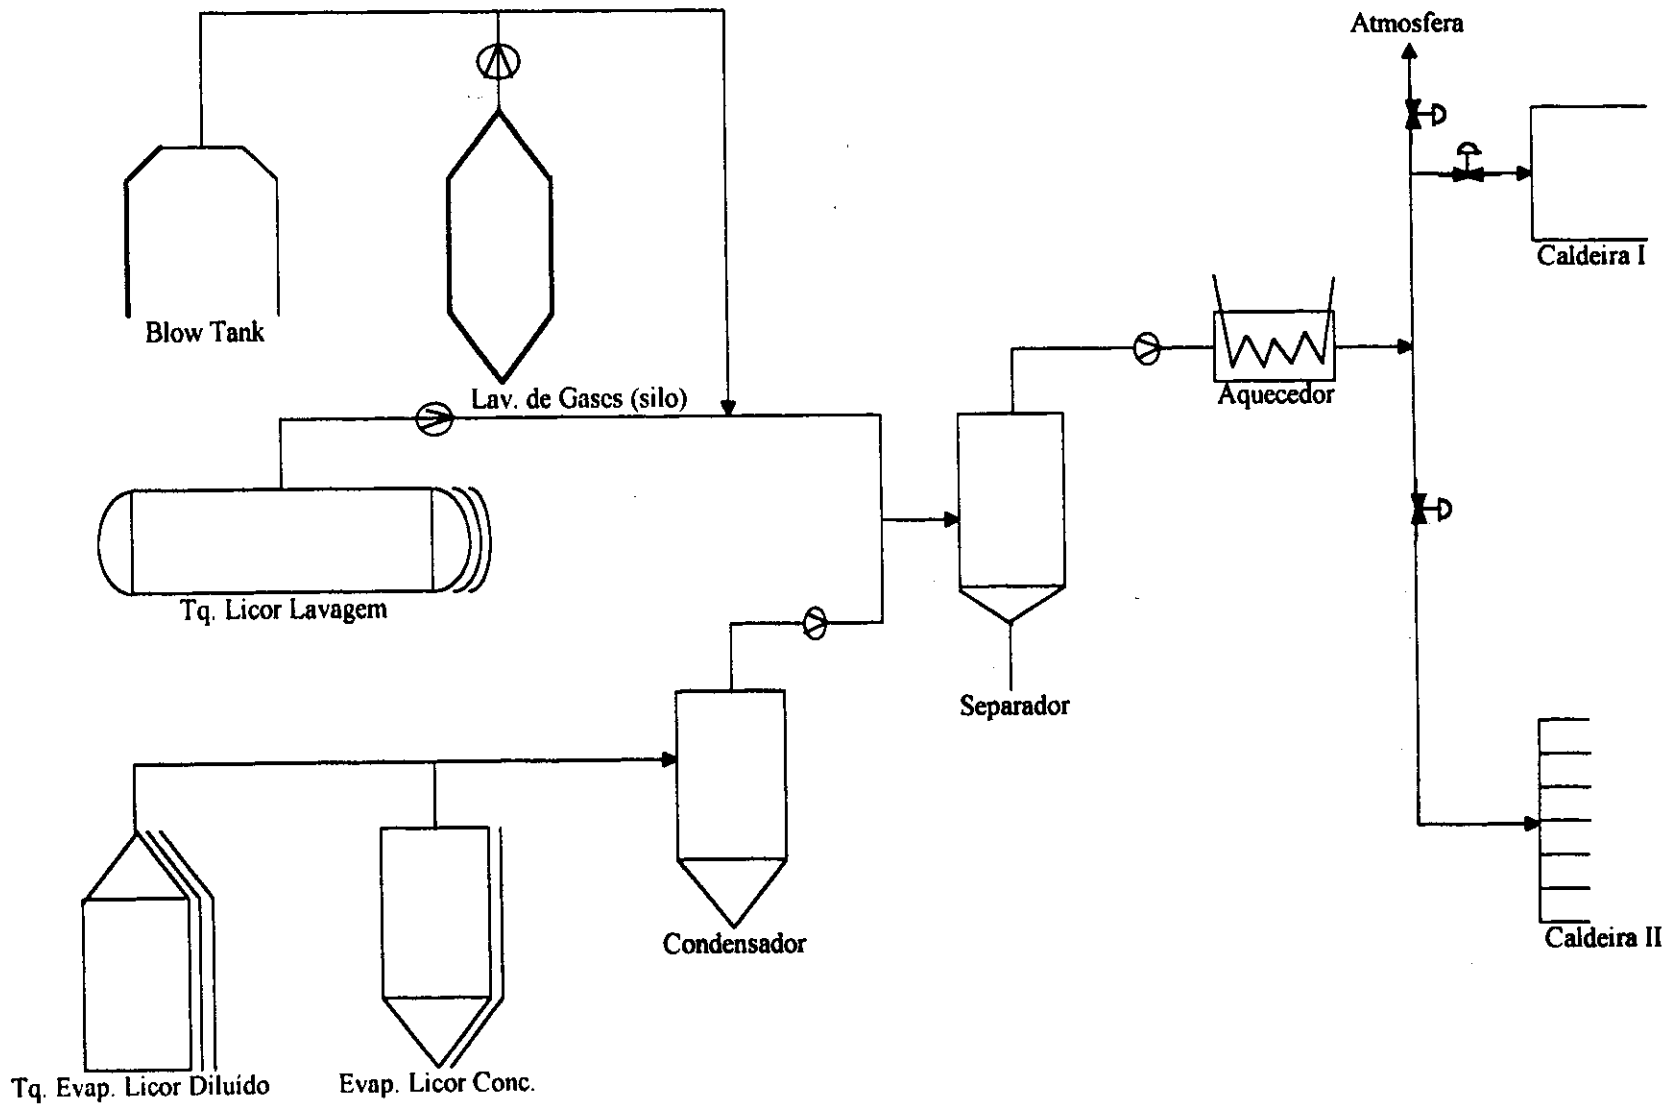 Atmosfera
Caldeira I
Blow Tank
Lav. de Gases (silo)
Aquecedor
Tq. Licor Lavagem
Separador
Condensador
Caldeira II
Tq. Evap. Licor Diluído
Evap. Licor Conc.